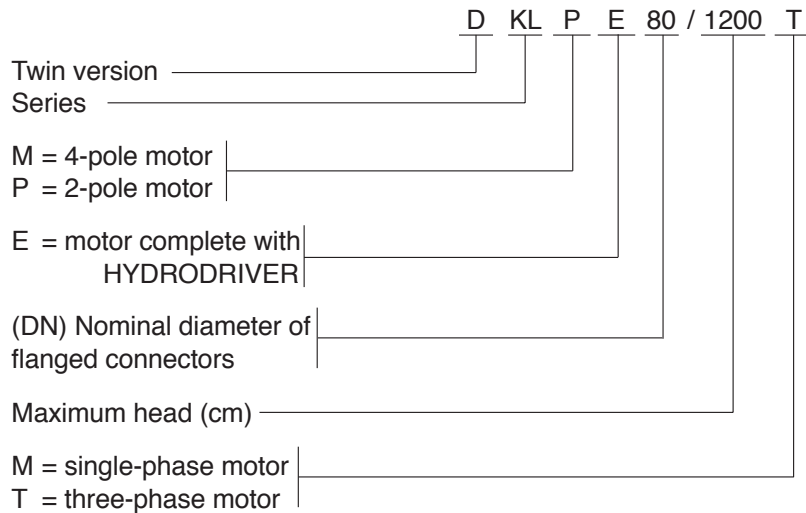 D KL P E 80 / 1200 T
Twin version
Series
M = 4-pole motor
P = 2-pole motor
E = motor complete with
HYDRODRIVER
(DN) Nominal diameter of
flanged connectors
Maximum head (cm)
M = single-phase motor
T = three-phase motor